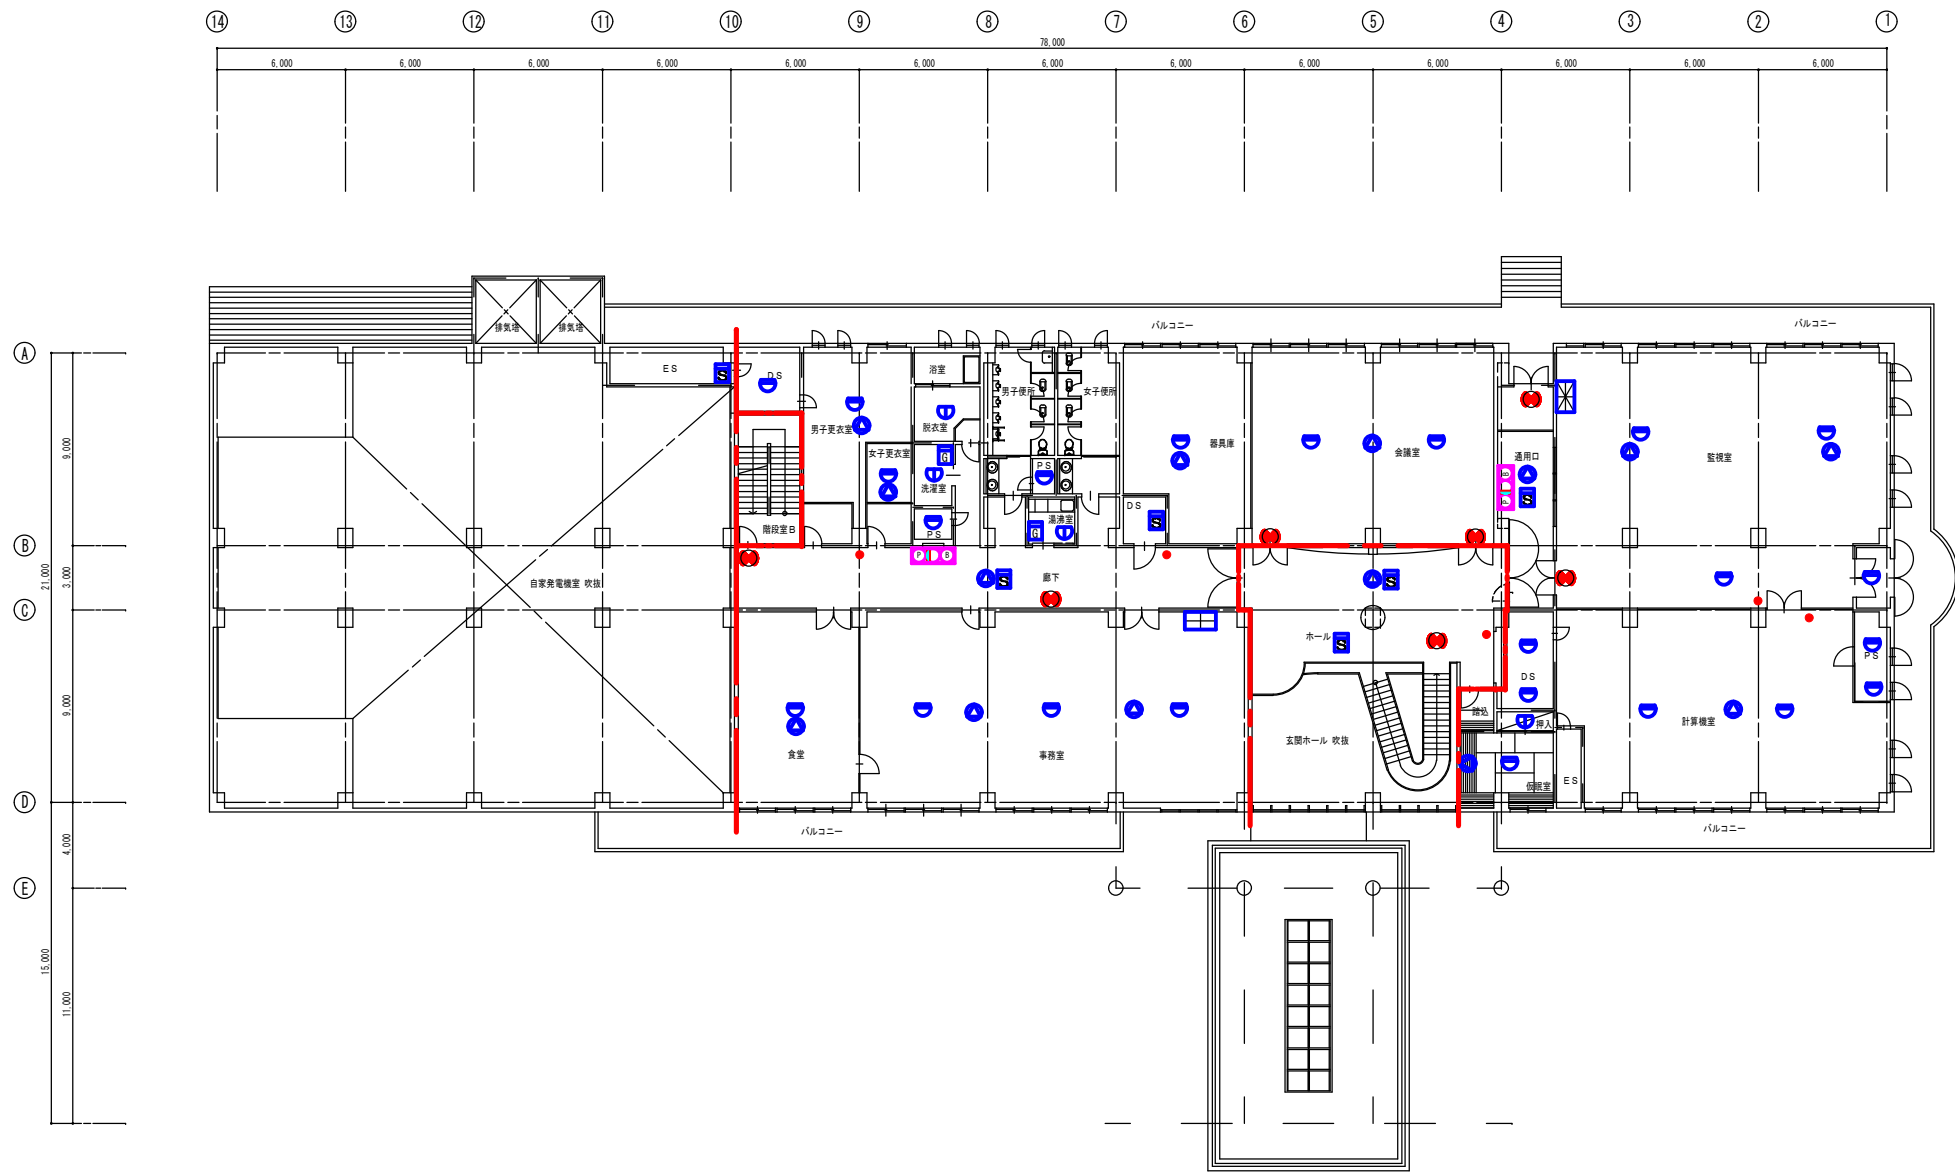 14 13 12 11 10 9 8 7 6 5 4 3 2 1
78,000
6,000 6,000 6,000 6,000 6,000 6,000 6,000 6,000 6,000 6,000 6,000 6,000 6,000
排気塔 排気塔
バルコニー
バルコニー
A
ES
DS
浴室
男子便所
女子便所
脱衣室
男子更衣室
器具庫
会議室
通用口
監視室
女子更衣室
G
洗濯室
PS
B
P
DS
湯沸室
G
階段室B
PS
B
P B
S S S S S S
9,000
21,000
3,000
自家発電機室 吹抜
廊下
C
ホール
PS
DS
踏込
押入
計算機室
玄関ホール 吹抜
食堂
事務室
仮眠室
ES
9,000
D
バルコニー
バルコニー
4,000
E
15,000
11,000